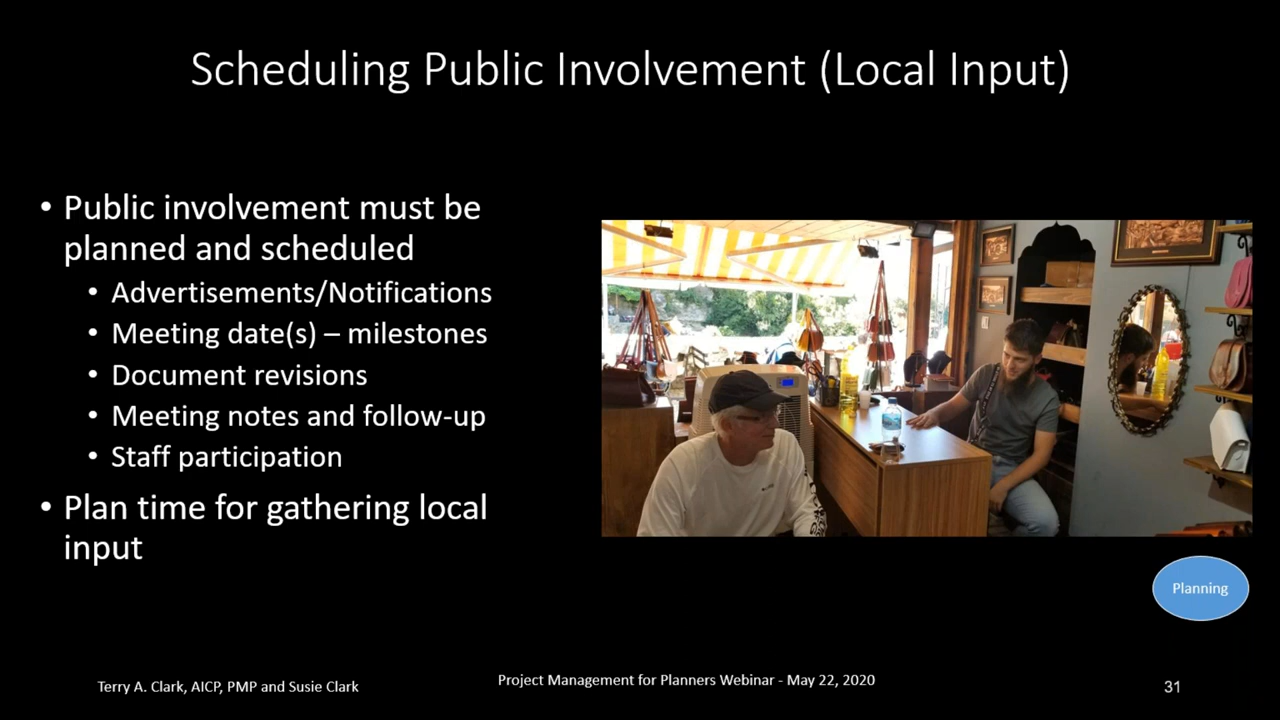 Scheduling Public Involvement (Local Input)
• Public involvement must be
planned and scheduled
• Advertisements/Notifications
• Meeting date(s) – milestones
• Document revisions
• Meeting notes and follow-up
• Staff participation
• Plan time for gathering local
input
Planning
Terry A. Clark, AICP, PMP and Susie Clark
Project Management for Planners Webinar - May 22, 2020
31